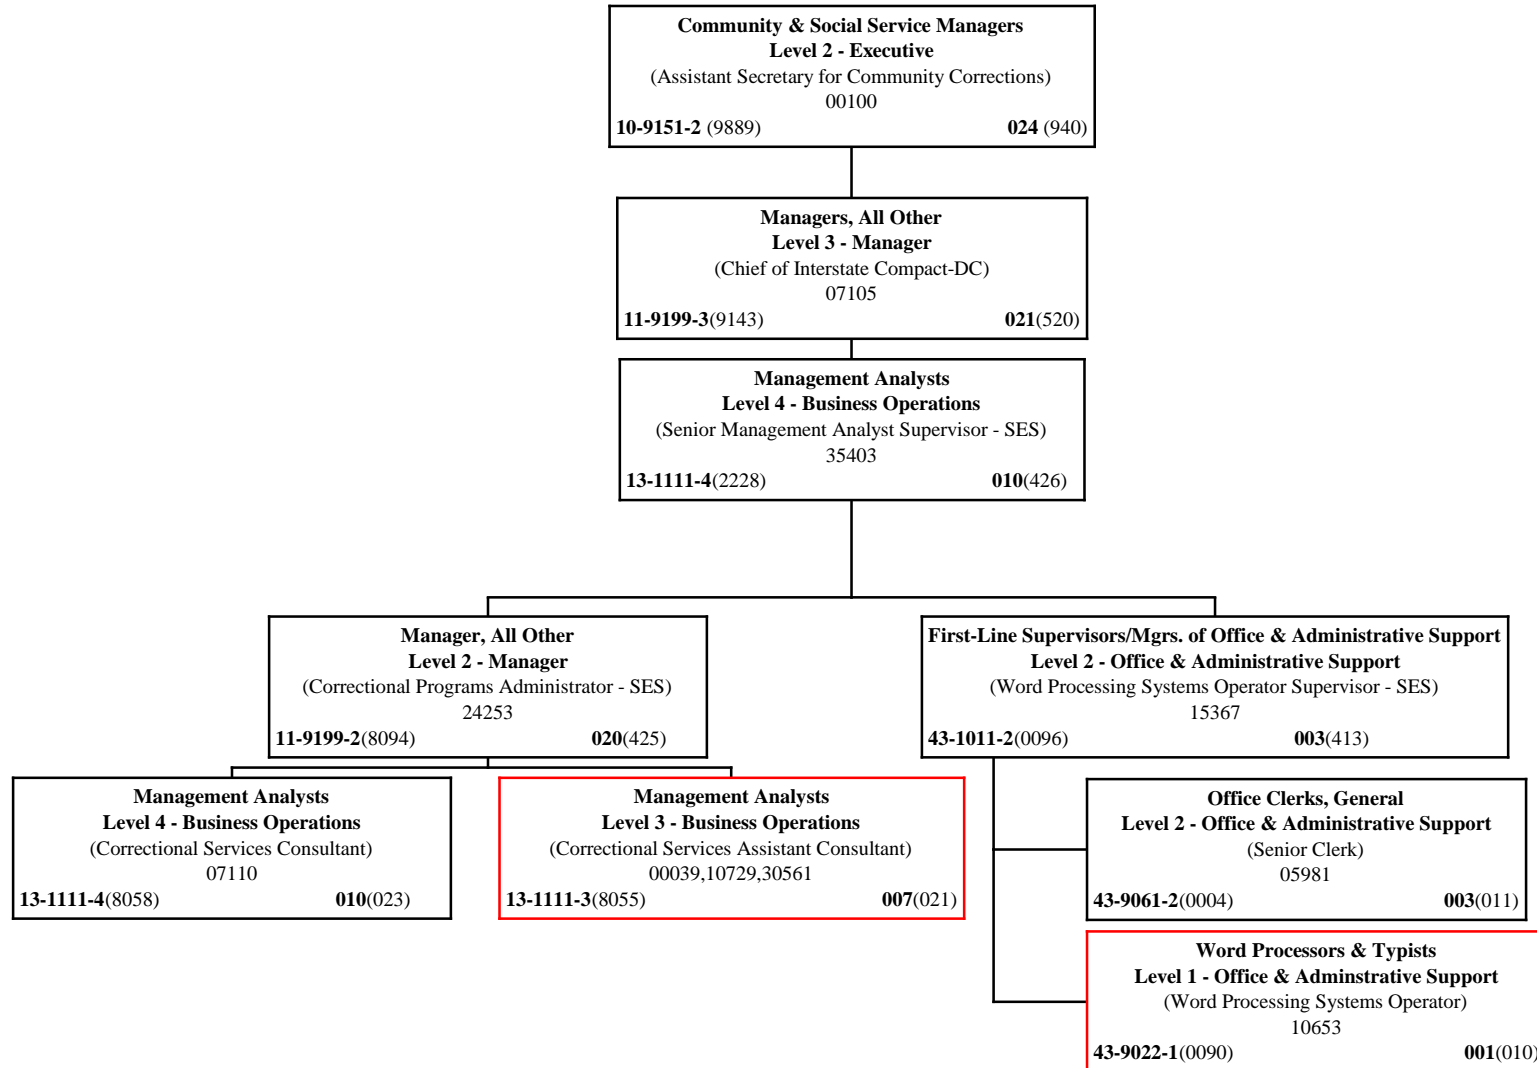 Community & Social Service Managers
Level 2 - Executive
(Assistant Secretary for Community Corrections)
00100
10-9151-2 (9889) 024 (940)
Managers, All Other
Level 3 - Manager
(Chief of Interstate Compact-DC)
07105
11-9199-3(9143) 021(520)
Management Analysts
Level 4 - Business Operations
(Senior Management Analyst Supervisor - SES)
35403
13-1111-4(2228) 010(426)
Manager, All Other
Level 2 - Manager
(Correctional Programs Administrator - SES)
24253
11-9199-2(8094) 020(425)
First-Line Supervisors/Mgrs. of Office & Administrative Support
Level 2 - Office & Administrative Support
(Word Processing Systems Operator Supervisor - SES)
15367
43-1011-2(0096) 003(413)
Management Analysts
Level 4 - Business Operations
(Correctional Services Consultant)
07110
13-1111-4(8058) 010(023)
Management Analysts
Level 3 - Business Operations
(Correctional Services Assistant Consultant)
00039,10729,30561
13-1111-3(8055) 007(021)
Office Clerks, General
Level 2 - Office & Administrative Support
(Senior Clerk)
05981
43-9061-2(0004) 003(011)
Word Processors & Typists
Level 1 - Office & Adminstrative Support
(Word Processing Systems Operator)
10653
43-9022-1(0090) 001(010)